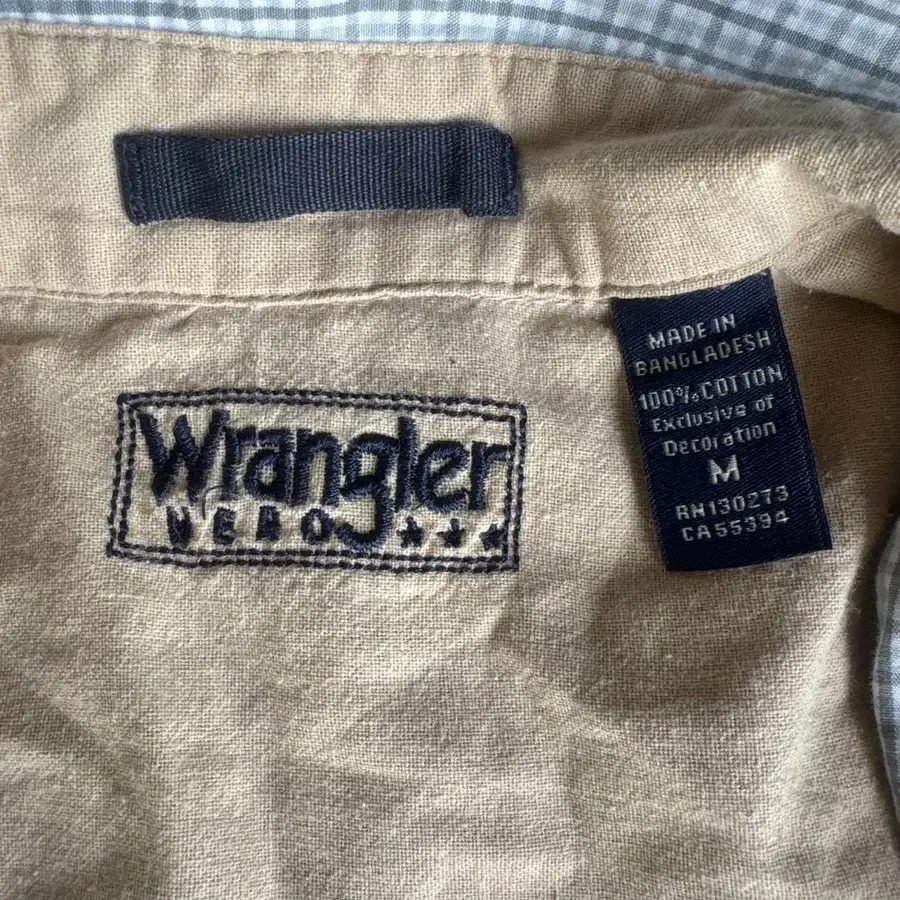 Wrangler
HERO ★★★
MADE IN
BANGLADESH
100% COTTON
Exclusive of
Decoration
M
RN130273
CA55394